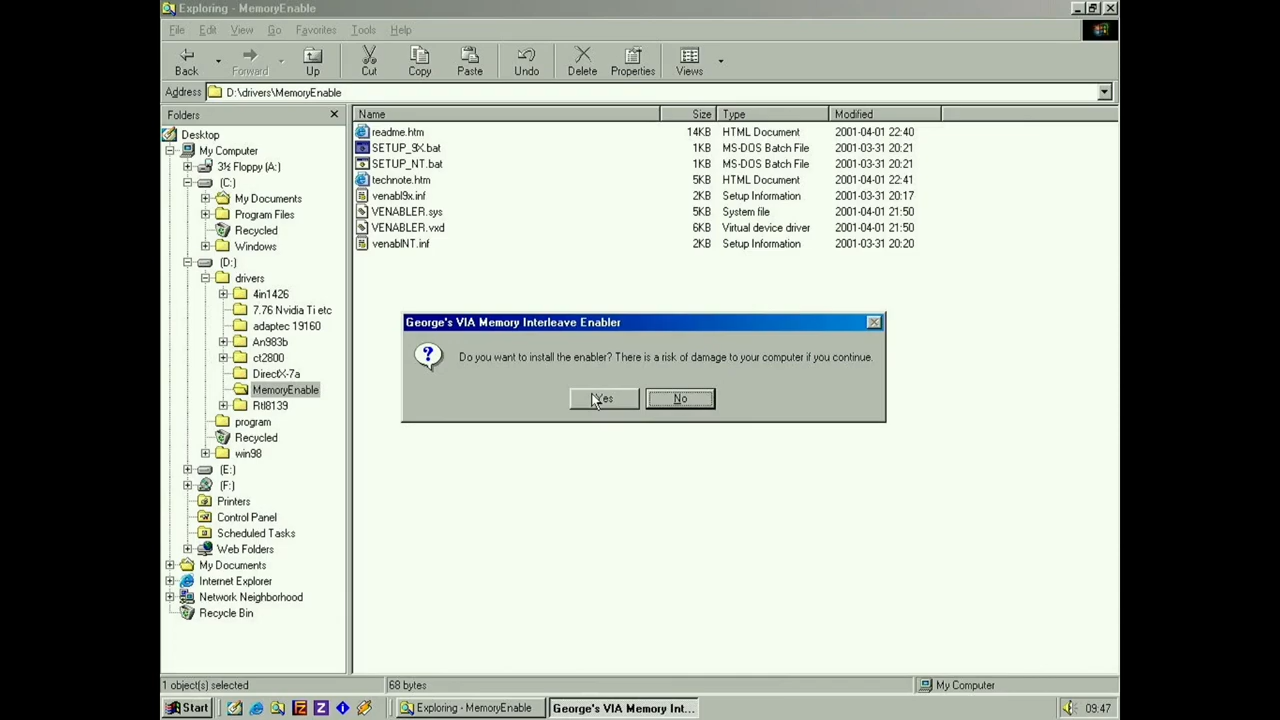 Exploring - MemoryEnable
File Edit View Go Favorites Tools Help
Back Forward Up Cut Copy Paste Undo Delete Properties Views
Address D:\drivers\MemoryEnable
Folders
Desktop
My Computer
3½ Floppy (A:)
(C:)
My Documents
Program Files
Recycled
Windows
(D:)
drivers
4in1426
7.76 Nvidia Ti etc
adaptec 19160
An983b
ct2800
DirectX-7a
MemoryEnable
Rtl8139
program
Recycled
win98
(E:)
(F:)
Printers
Control Panel
Scheduled Tasks
Web Folders
My Documents
Internet Explorer
Network Neighborhood
Recycle Bin
Name Size Type Modified
readme.htm 14KB HTML Document 2001-04-01 22:40
SETUP_9X.bat 1KB MS-DOS Batch File 2001-03-31 20:21
SETUP_NT.bat 1KB MS-DOS Batch File 2001-03-31 20:21
technote.htm 5KB HTML Document 2001-04-01 22:41
venabl9x.inf 2KB Setup Information 2001-03-31 20:17
VENABLER.sys 5KB System file 2001-04-01 21:50
VENABLER.vxd 6KB Virtual device driver 2001-04-01 21:50
venablNT.inf 2KB Setup Information 2001-03-31 20:20
George's VIA Memory Interleave Enabler
Do you want to install the enabler? There is a risk of damage to your computer if you continue.
Yes No
1 object(s) selected 68 bytes My Computer
Start Exploring - MemoryEnable George's VIA Memory Int... 09:47